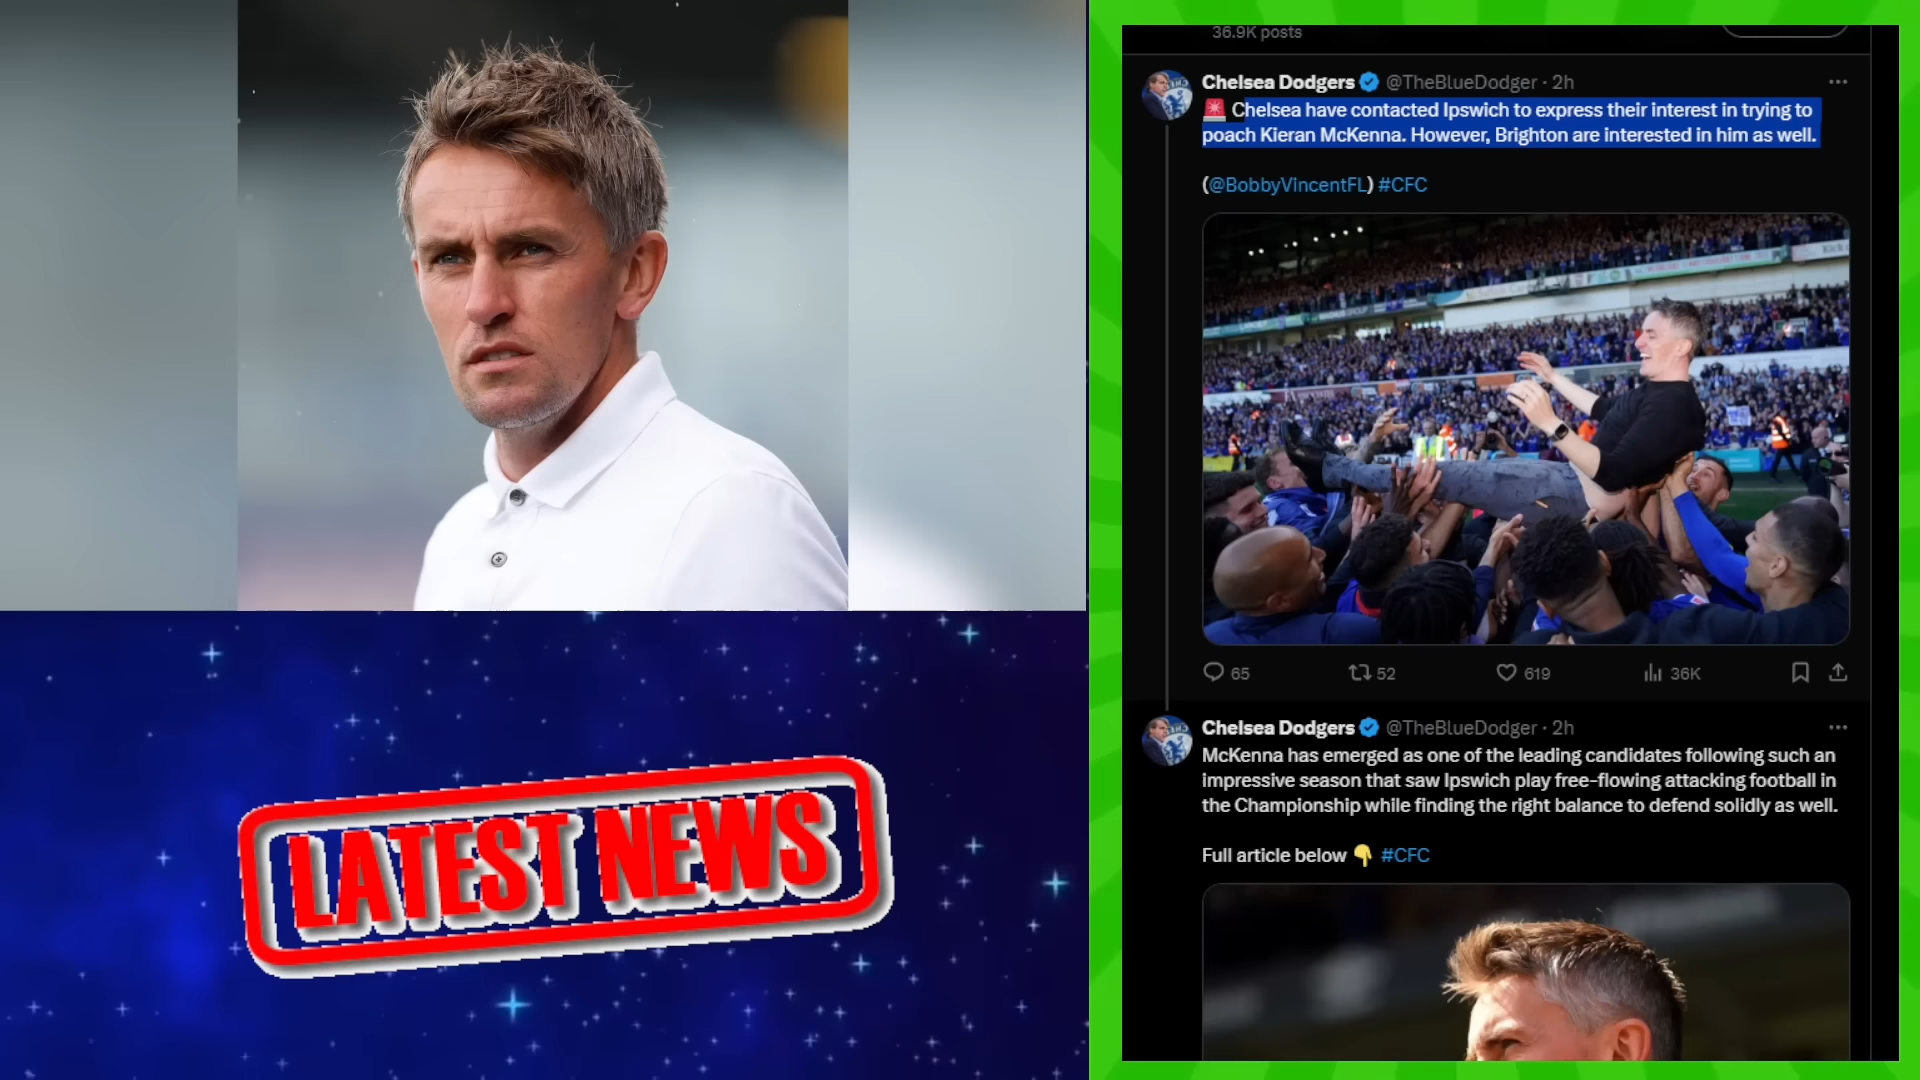 LATEST NEWS
36.9K posts
Chelsea Dodgers @TheBlueDodger · 2h
🚨 Chelsea have contacted Ipswich to express their interest in trying to
poach Kieran McKenna. However, Brighton are interested in him as well.
(@BobbyVincentFL) #CFC
65 52 619 36K
Chelsea Dodgers @TheBlueDodger · 2h
McKenna has emerged as one of the leading candidates following such an
impressive season that saw Ipswich play free-flowing attacking football in
the Championship while finding the right balance to defend solidly as well.
Full article below 👇 #CFC